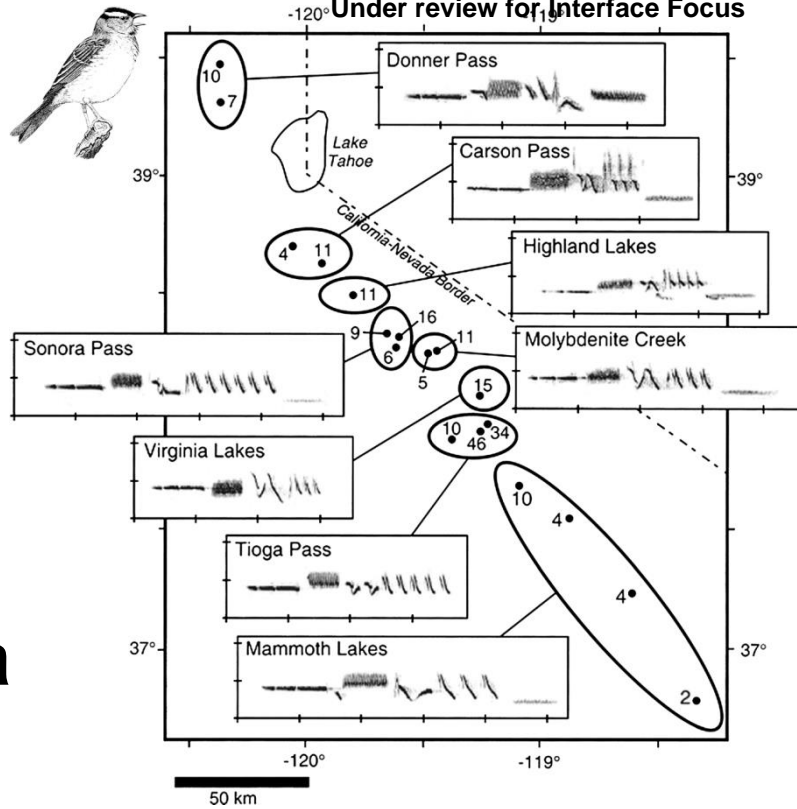 Under review for Interface Focus
-120°
-119°
Donner Pass
10
7
Lake
Tahoe
Carson Pass
39°
39°
California-Nevada Border
4
11
Highland Lakes
11
9
16
6
11
5
Molybdenite Creek
Sonora Pass
15
Virginia Lakes
10
46
34
10
4
Tioga Pass
4
37°
37°
Mammoth Lakes
2
-120°
-119°
50 km